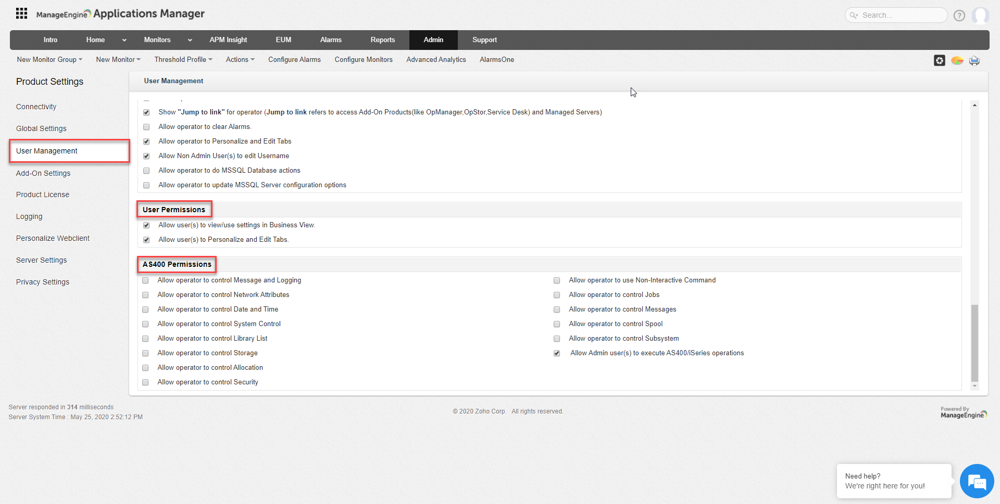 ManageEngine Applications Manager
Search...
?
Intro Home Monitors APM Insight EUM Alarms Reports Admin Support
New Monitor Group New Monitor Threshold Profile Actions Configure Alarms Configure Monitors Advanced Analytics AlarmsOne
Product Settings
Connectivity
Global Settings
User Management
Add-On Settings
Product License
Logging
Personalize Webclient
Server Settings
Privacy Settings
User Management
Show "Jump to link" for operator (Jump to link refers to access Add-On Products(like OpManager,OpStor,Service Desk) and Managed Servers)
Allow operator to clear Alarms.
Allow operator to Personalize and Edit Tabs
Allow Non Admin User(s) to edit Username
Allow operator to do MSSQL Database actions
Allow operator to update MSSQL Server configuration options
User Permissions
Allow user(s) to view/use settings in Business View.
Allow user(s) to Personalize and Edit Tabs.
AS400 Permissions
Allow operator to control Message and Logging
Allow operator to control Network Attributes
Allow operator to control Date and Time
Allow operator to control System Control
Allow operator to control Library List
Allow operator to control Storage
Allow operator to control Allocation
Allow operator to control Security
Allow operator to use Non-Interactive Command
Allow operator to control Jobs
Allow operator to control Messages
Allow operator to control Spool
Allow operator to control Subsystem
Allow Admin user(s) to execute AS400/iSeries operations
Server responded in 314 milliseconds
Server System Time : May 25, 2020 2:52:12 PM
© 2020 Zoho Corp. All rights reserved.
Powered By
ManageEngine
Need help?
We're right here for you!